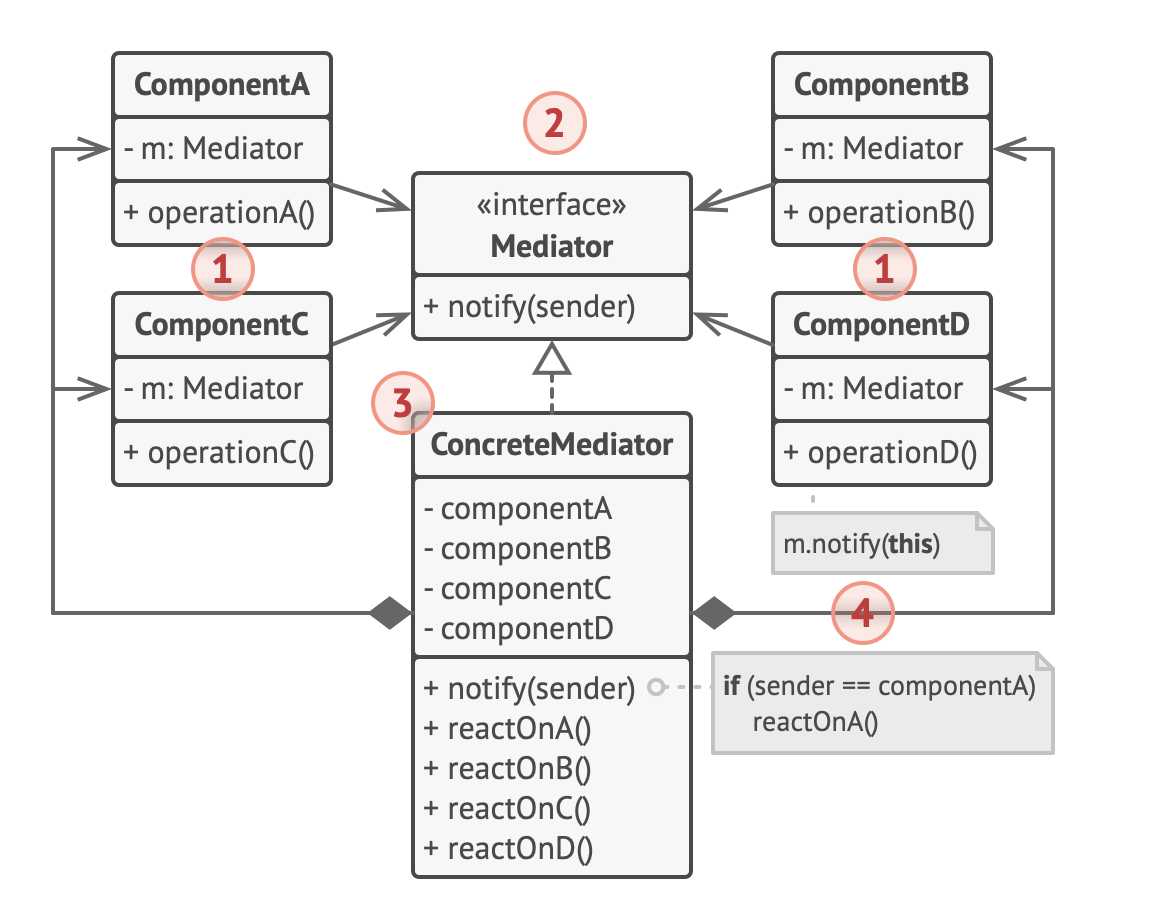 ComponentA
- m: Mediator
+ operationA()
1
ComponentC
- m: Mediator
+ operationC()
2
«interface»
Mediator
+ notify(sender)
3
ConcreteMediator
- componentA
- componentB
- componentC
- componentD
+ notify(sender)
+ reactOnA()
+ reactOnB()
+ reactOnC()
+ reactOnD()
ComponentB
- m: Mediator
+ operationB()
1
ComponentD
- m: Mediator
+ operationD()
m.notify(this)
4
if (sender == componentA)
reactOnA()